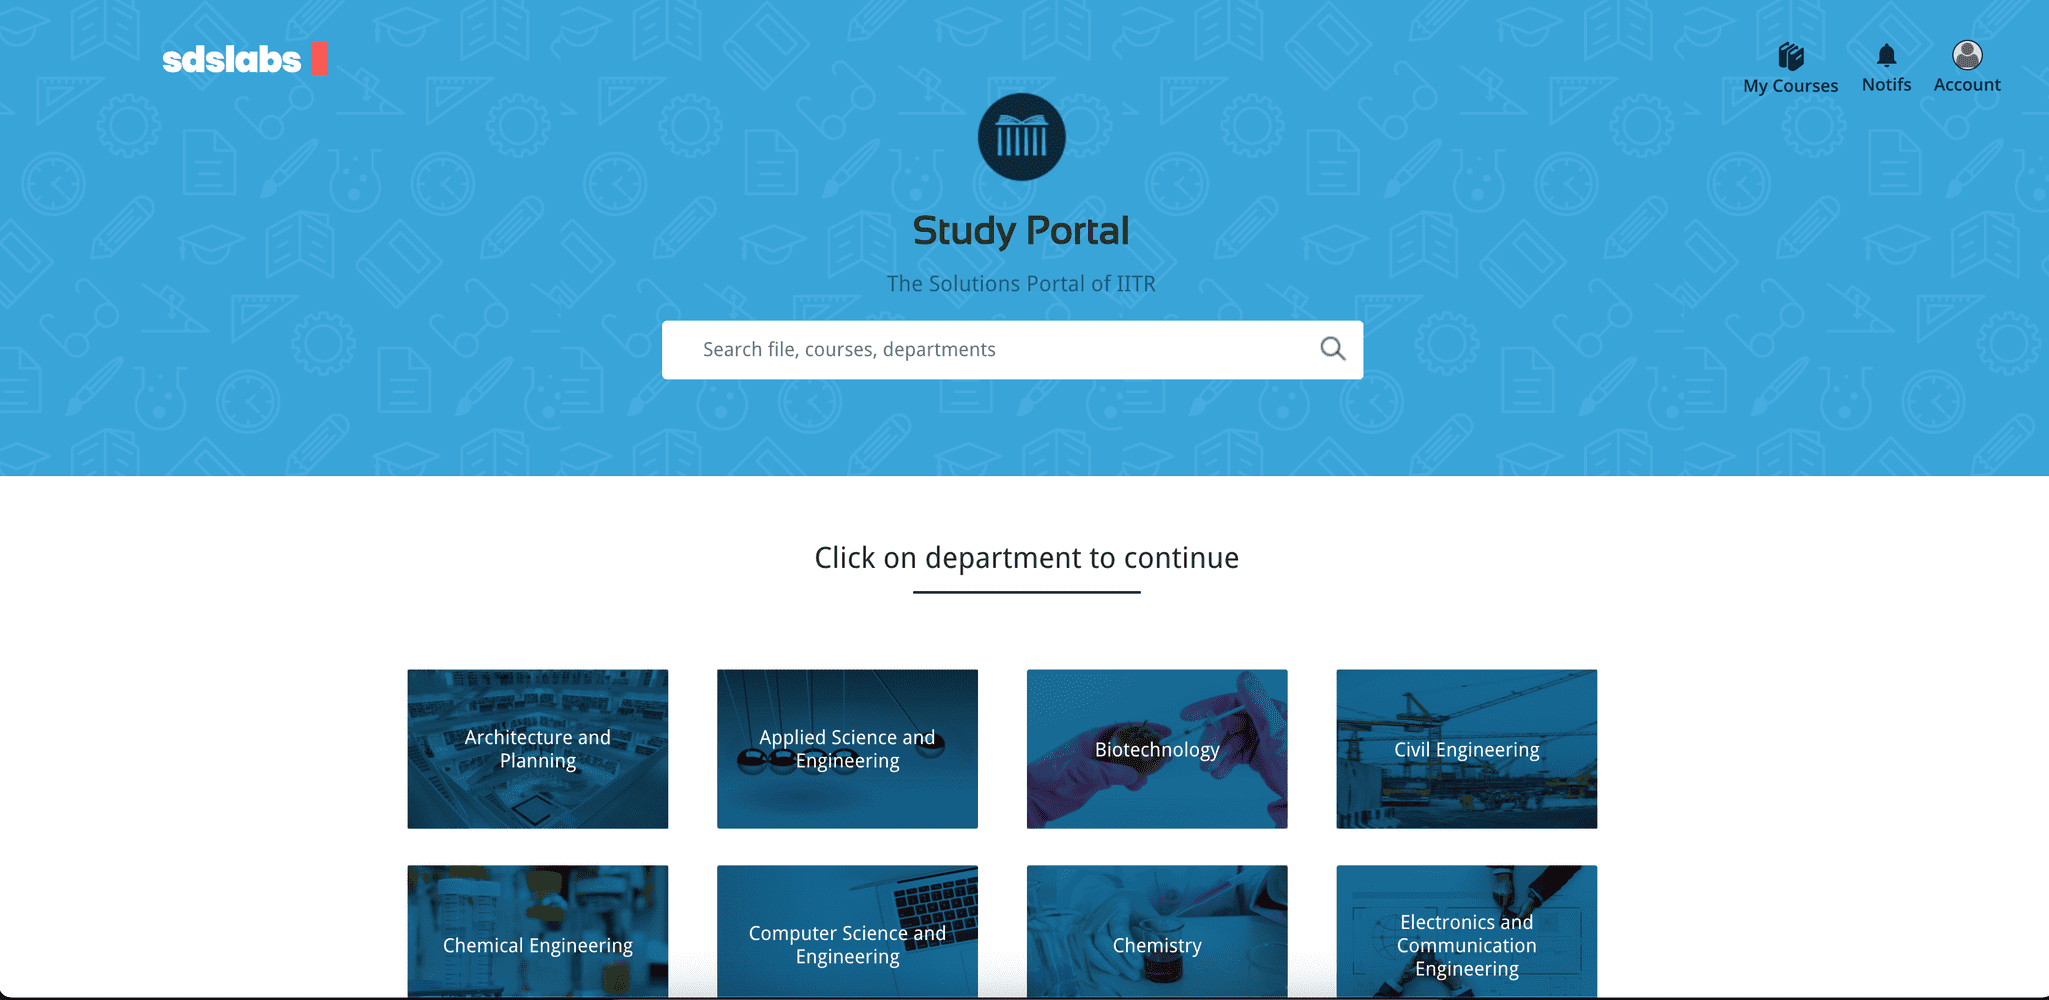 sdslabs
My Courses
Notifs
Account
Study Portal
The Solutions Portal of IITR
Search file, courses, departments
Click on department to continue
Architecture and
Planning
Applied Science and
Engineering
Biotechnology
Civil Engineering
Chemical Engineering
Computer Science and
Engineering
Chemistry
Electronics and
Communication
Engineering